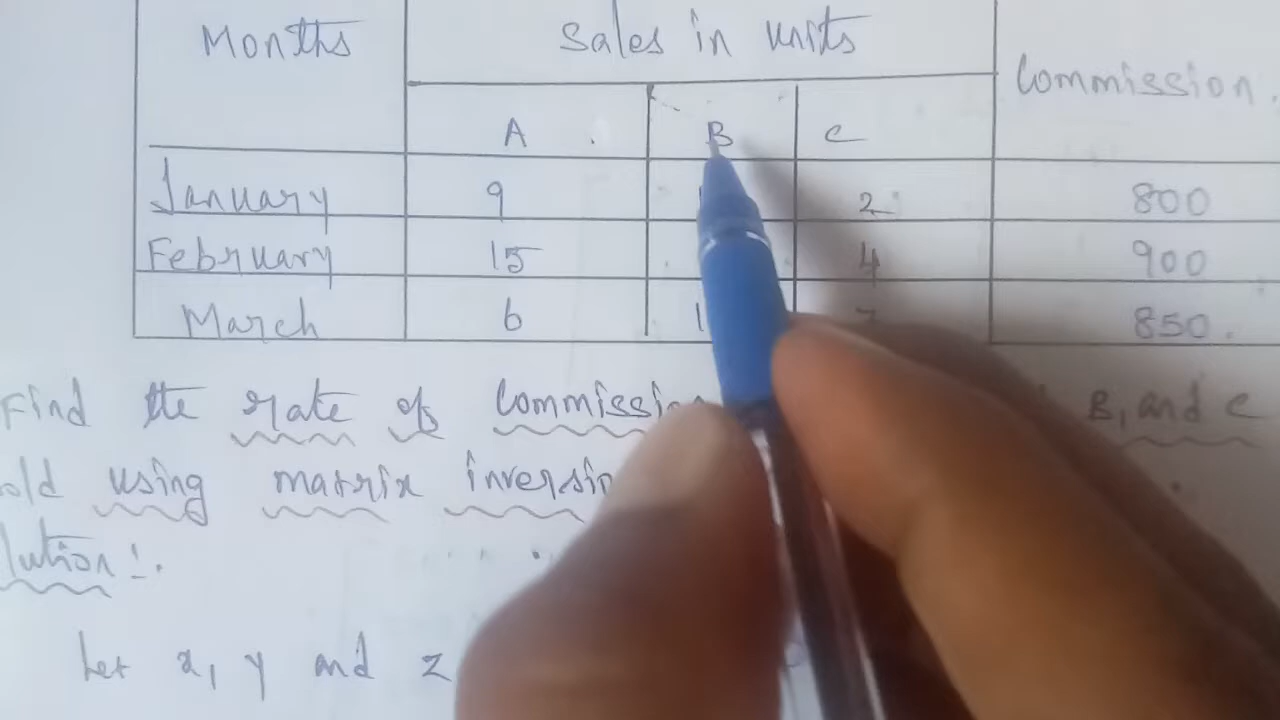 Months Sales in units Commission.
A B C
January 9 2 800
February 15 4 900
March 6 850.
Find the rate of B, and C
using matrix
Let x, y and z